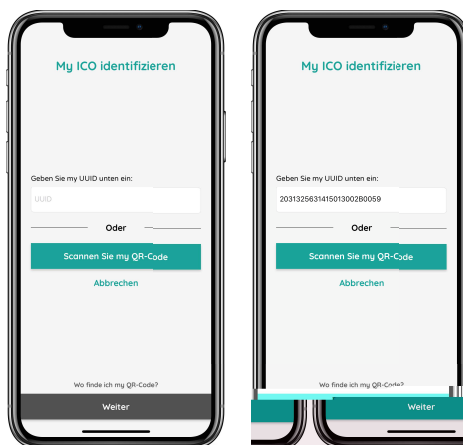 My ICO identifizieren
Geben Sie my UUID unten ein:
UUID
Oder
Scannen Sie my QR-Code
Abbrechen
Wo finde ich my QR-Code?
Weiter
My ICO identifizieren
Geben Sie my UUID unten ein:
2031325631415013002B0059
Oder
Scannen Sie my QR-Code
Abbrechen
Wo finde ich my QR-Code?
Weiter